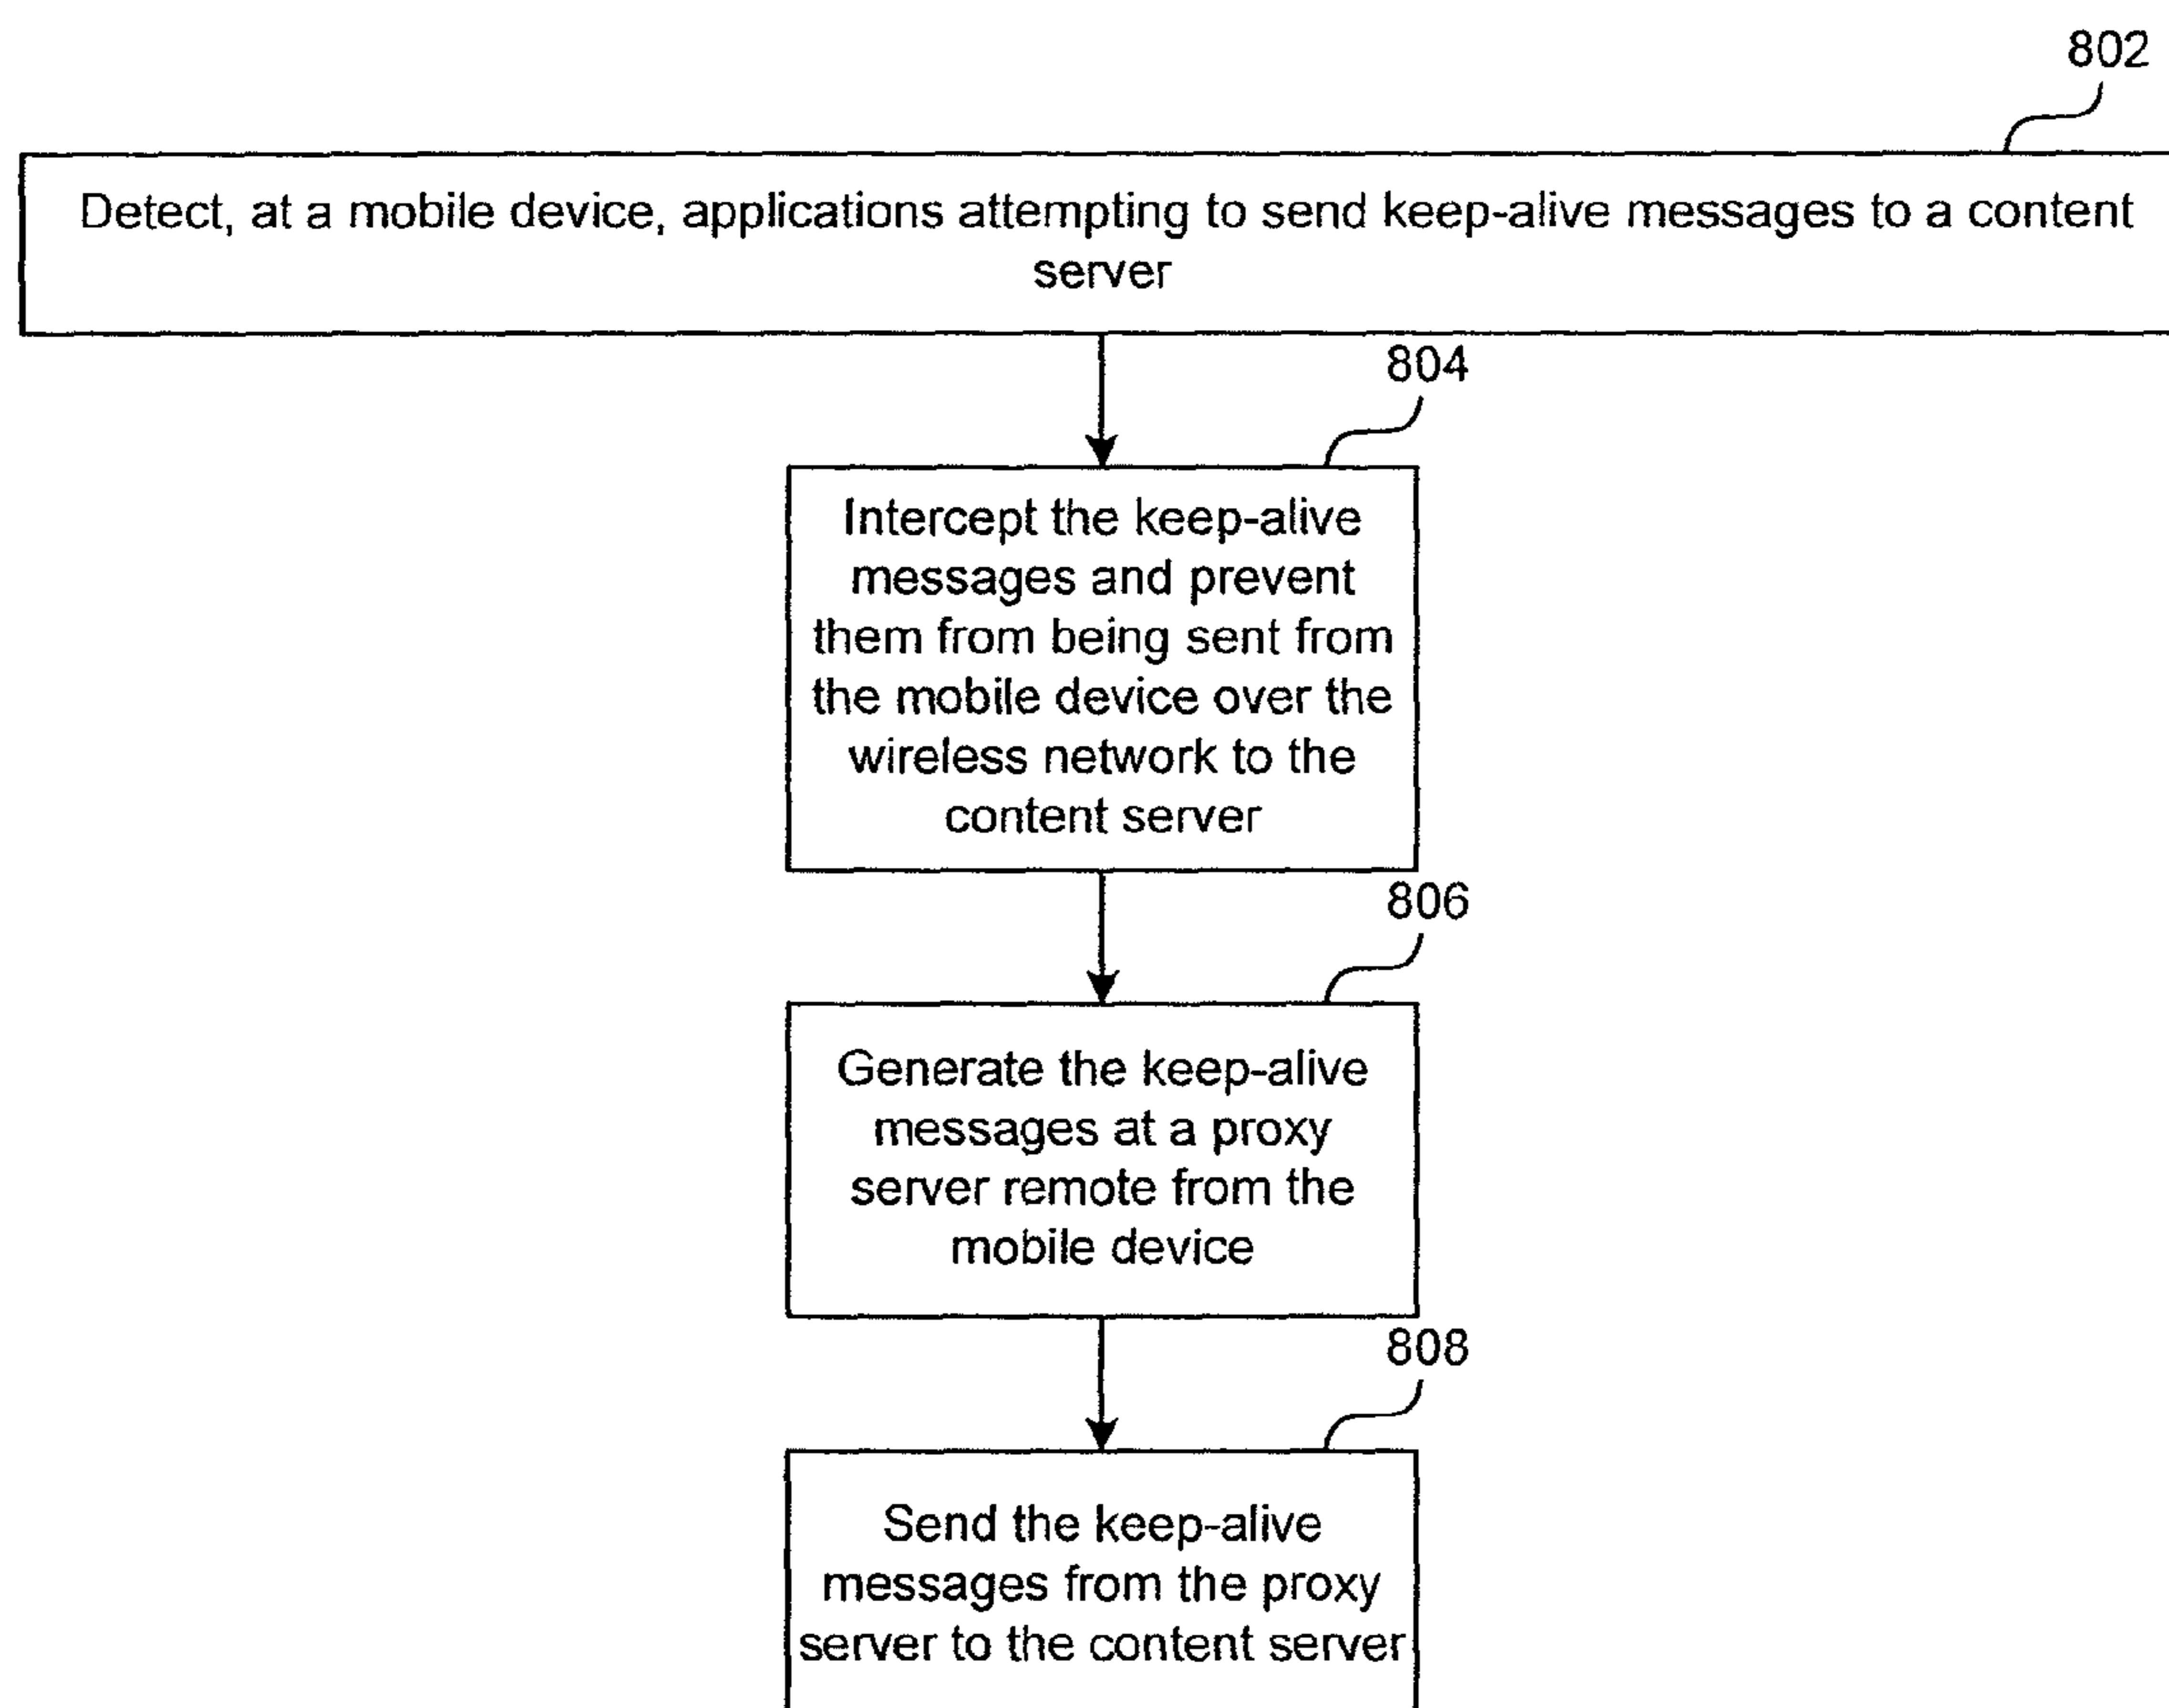 802
Detect, at a mobile device, applications attempting to send keep-alive messages to a content
server
804
Intercept the keep-alive
messages and prevent
them from being sent from
the mobile device over the
wireless network to the
content server
806
Generate the keep-alive
messages at a proxy
server remote from the
mobile device
808
Send the keep-alive
messages from the proxy
server to the content server